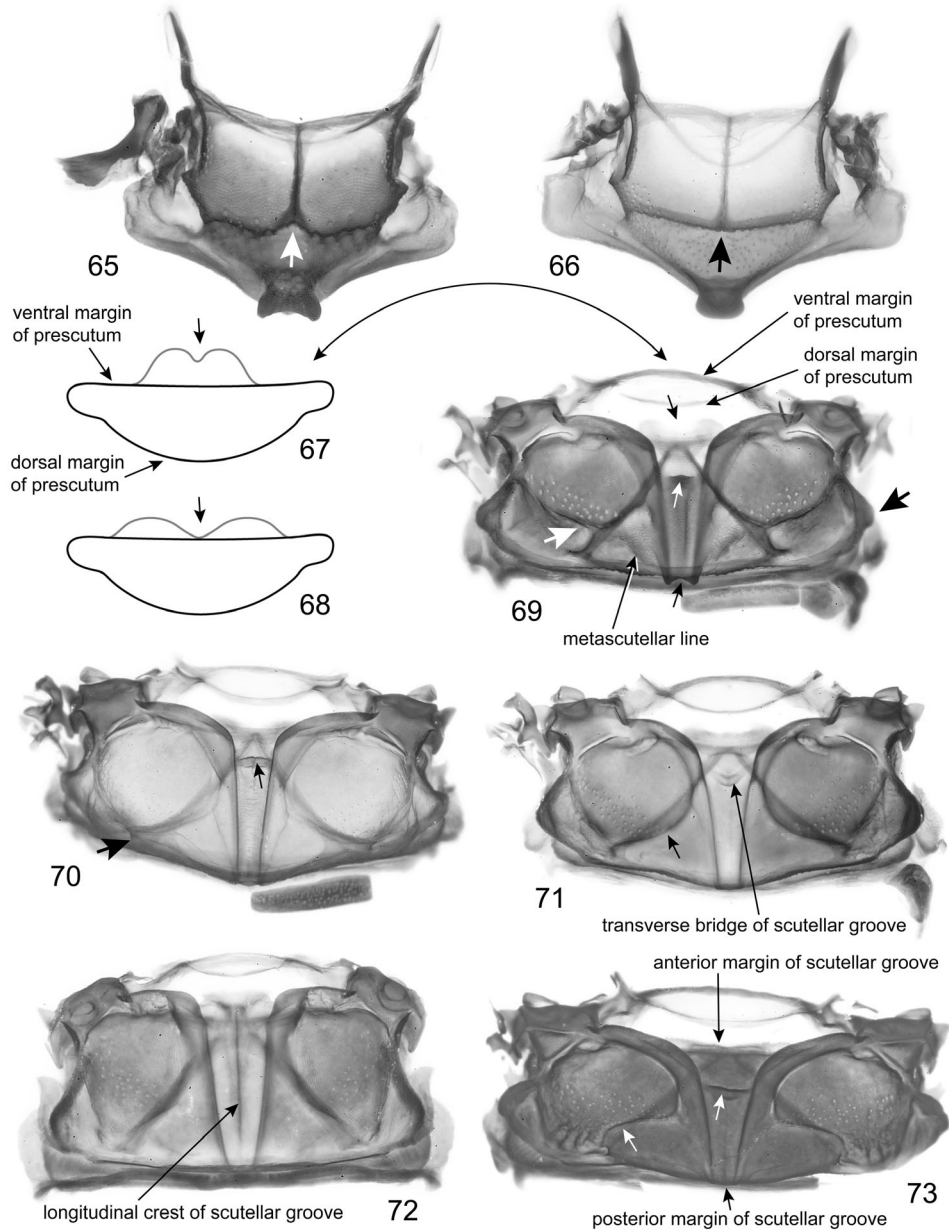 65
66
ventral margin
of prescutum
67
dorsal margin
of prescutum
68
ventral margin
of prescutum
dorsal margin
of prescutum
69
metascutellar line
70
71
transverse bridge of scutellar groove
anterior margin of scutellar groove
72
longitudinal crest of scutellar groove
73
posterior margin of scutellar groove